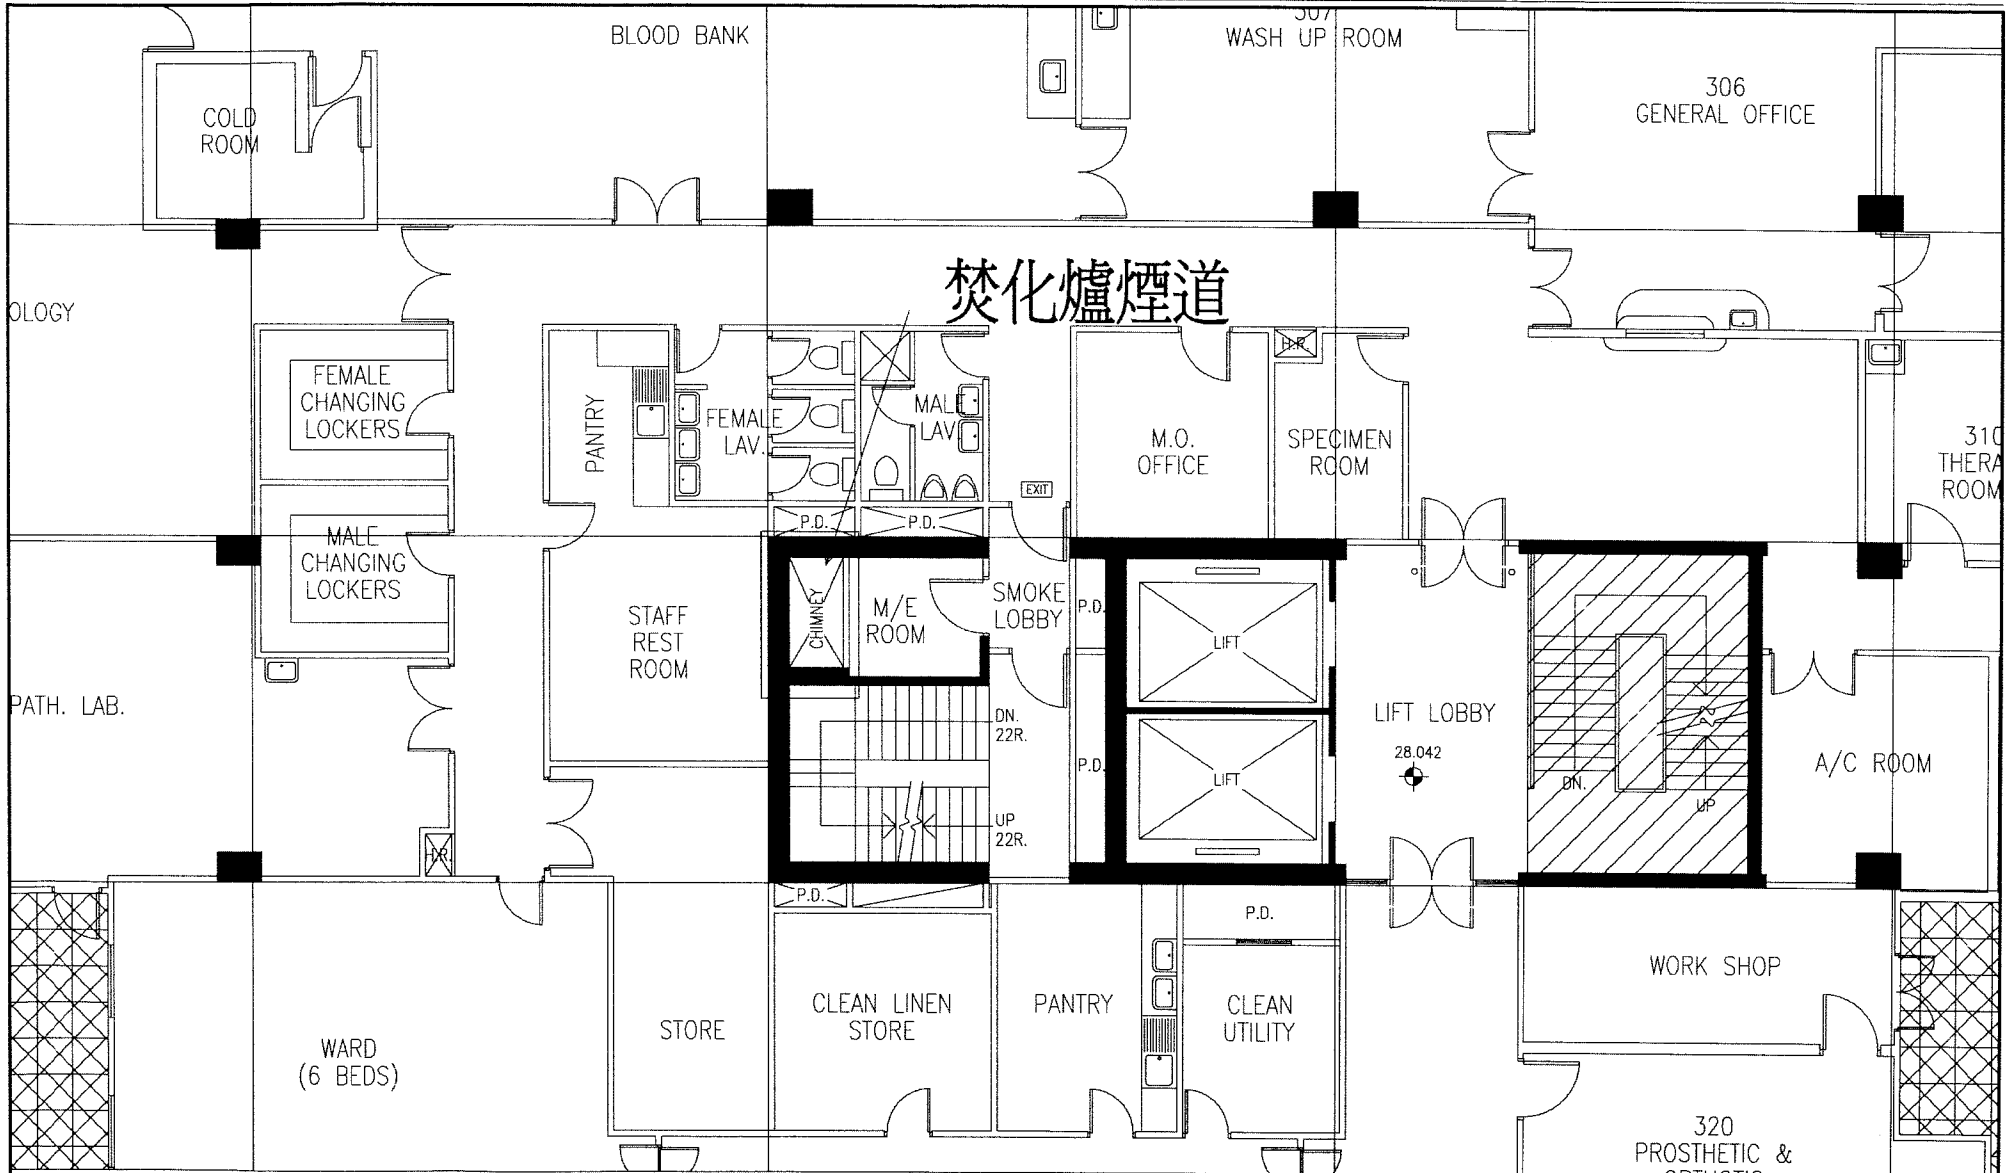 BLOOD BANK
307
WASH UP ROOM
306
GENERAL OFFICE
COLD
ROOM
焚化爐煙道
OLOGY
H.R.
FEMALE
CHANGING
LOCKERS
PANTRY
FEMALE
LAV.
MALE
LAV
M.O.
OFFICE
SPECIMEN
ROOM
310
THERA
ROOM
EXIT
P.D.
P.D.
MALE
CHANGING
LOCKERS
STAFF
REST
ROOM
CHIMNEY
M/E
ROOM
SMOKE
LOBBY
P.D.
LIFT
PATH. LAB.
DN.
22R.
LIFT LOBBY
28.042
P.D.
LIFT
DN.
UP
A/C ROOM
UP
22R.
H.R.
P.D.
P.D.
WORK SHOP
CLEAN LINEN
STORE
PANTRY
CLEAN
UTILITY
STORE
WARD
(6 BEDS)
320
PROSTHETIC &